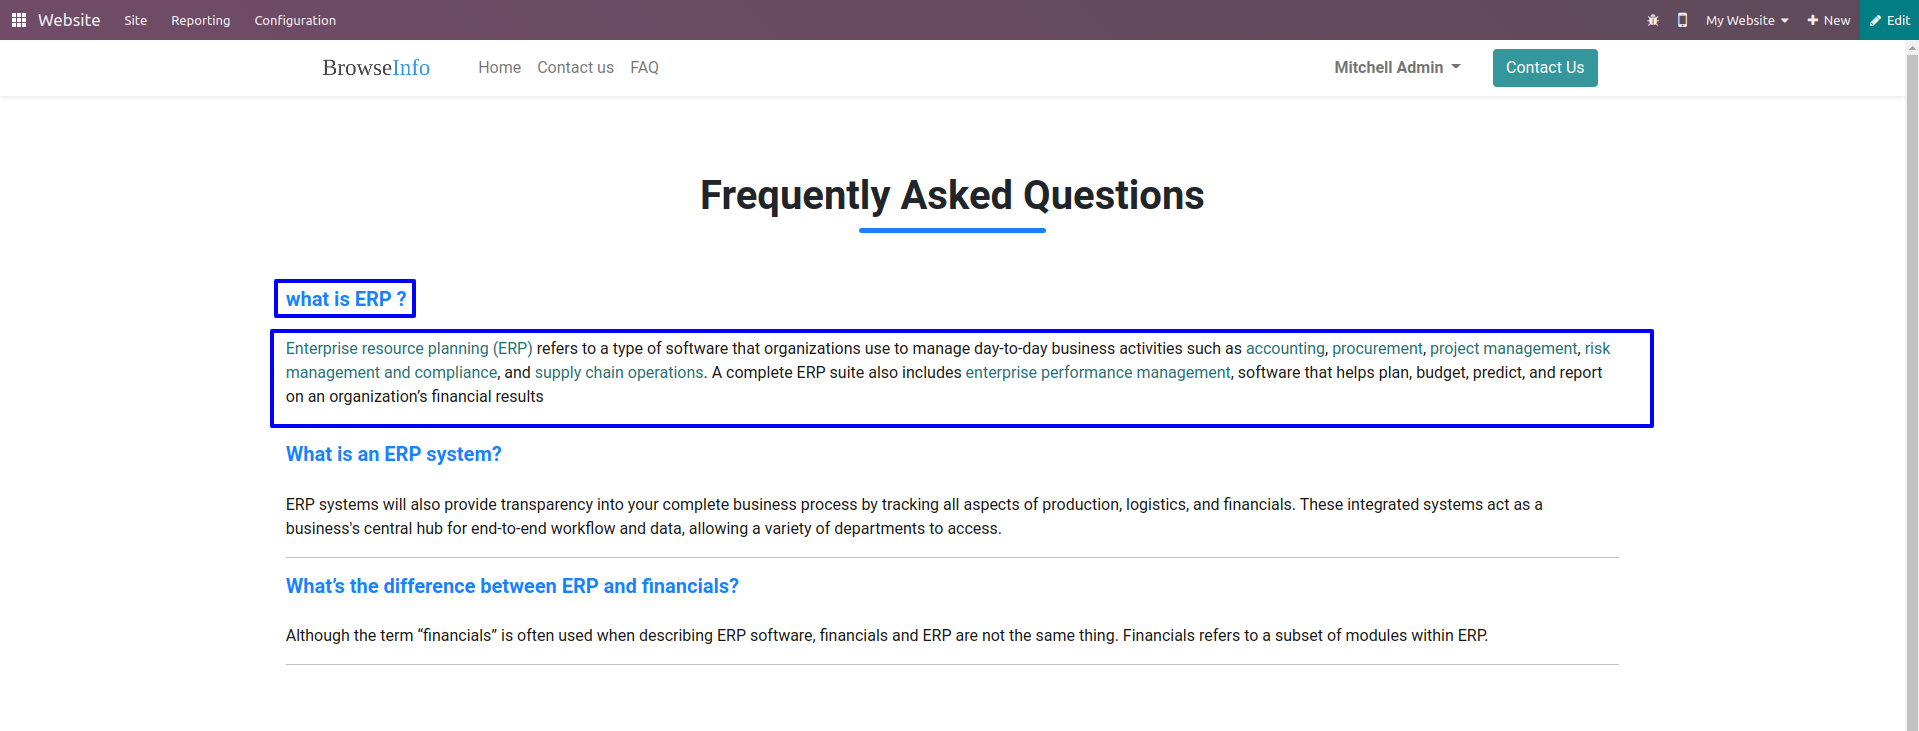 Website Site Reporting Configuration My Website New Edit
BrowseInfo Home Contact us FAQ Mitchell Admin Contact Us
Frequently Asked Questions
what is ERP ?
Enterprise resource planning (ERP) refers to a type of software that organizations use to manage day-to-day business activities such as accounting, procurement, project management, risk
management and compliance, and supply chain operations. A complete ERP suite also includes enterprise performance management, software that helps plan, budget, predict, and report
on an organization’s financial results
What is an ERP system?
ERP systems will also provide transparency into your complete business process by tracking all aspects of production, logistics, and financials. These integrated systems act as a
business's central hub for end-to-end workflow and data, allowing a variety of departments to access.
What’s the difference between ERP and financials?
Although the term “financials” is often used when describing ERP software, financials and ERP are not the same thing. Financials refers to a subset of modules within ERP.